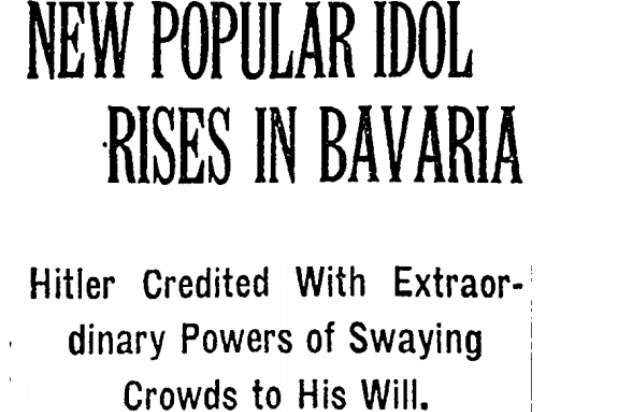 NEW POPULAR IDOL
RISES IN BAVARIA
Hitler Credited With Extraor-
dinary Powers of Swaying
Crowds to His Will.